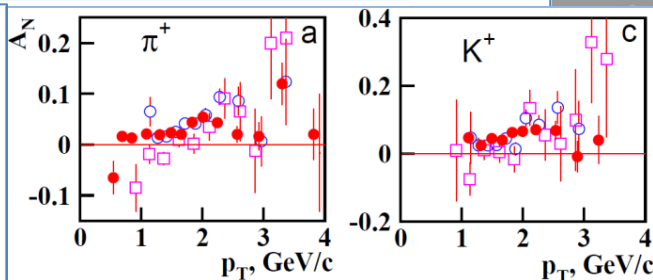 A_N
0.2
0.1
0
-0.1
π⁺
a
0 1 2 3 4
p_T, GeV/c
0.4
0.2
0
-0.2
K⁺
c
0 1 2 3 4
p_T, GeV/c